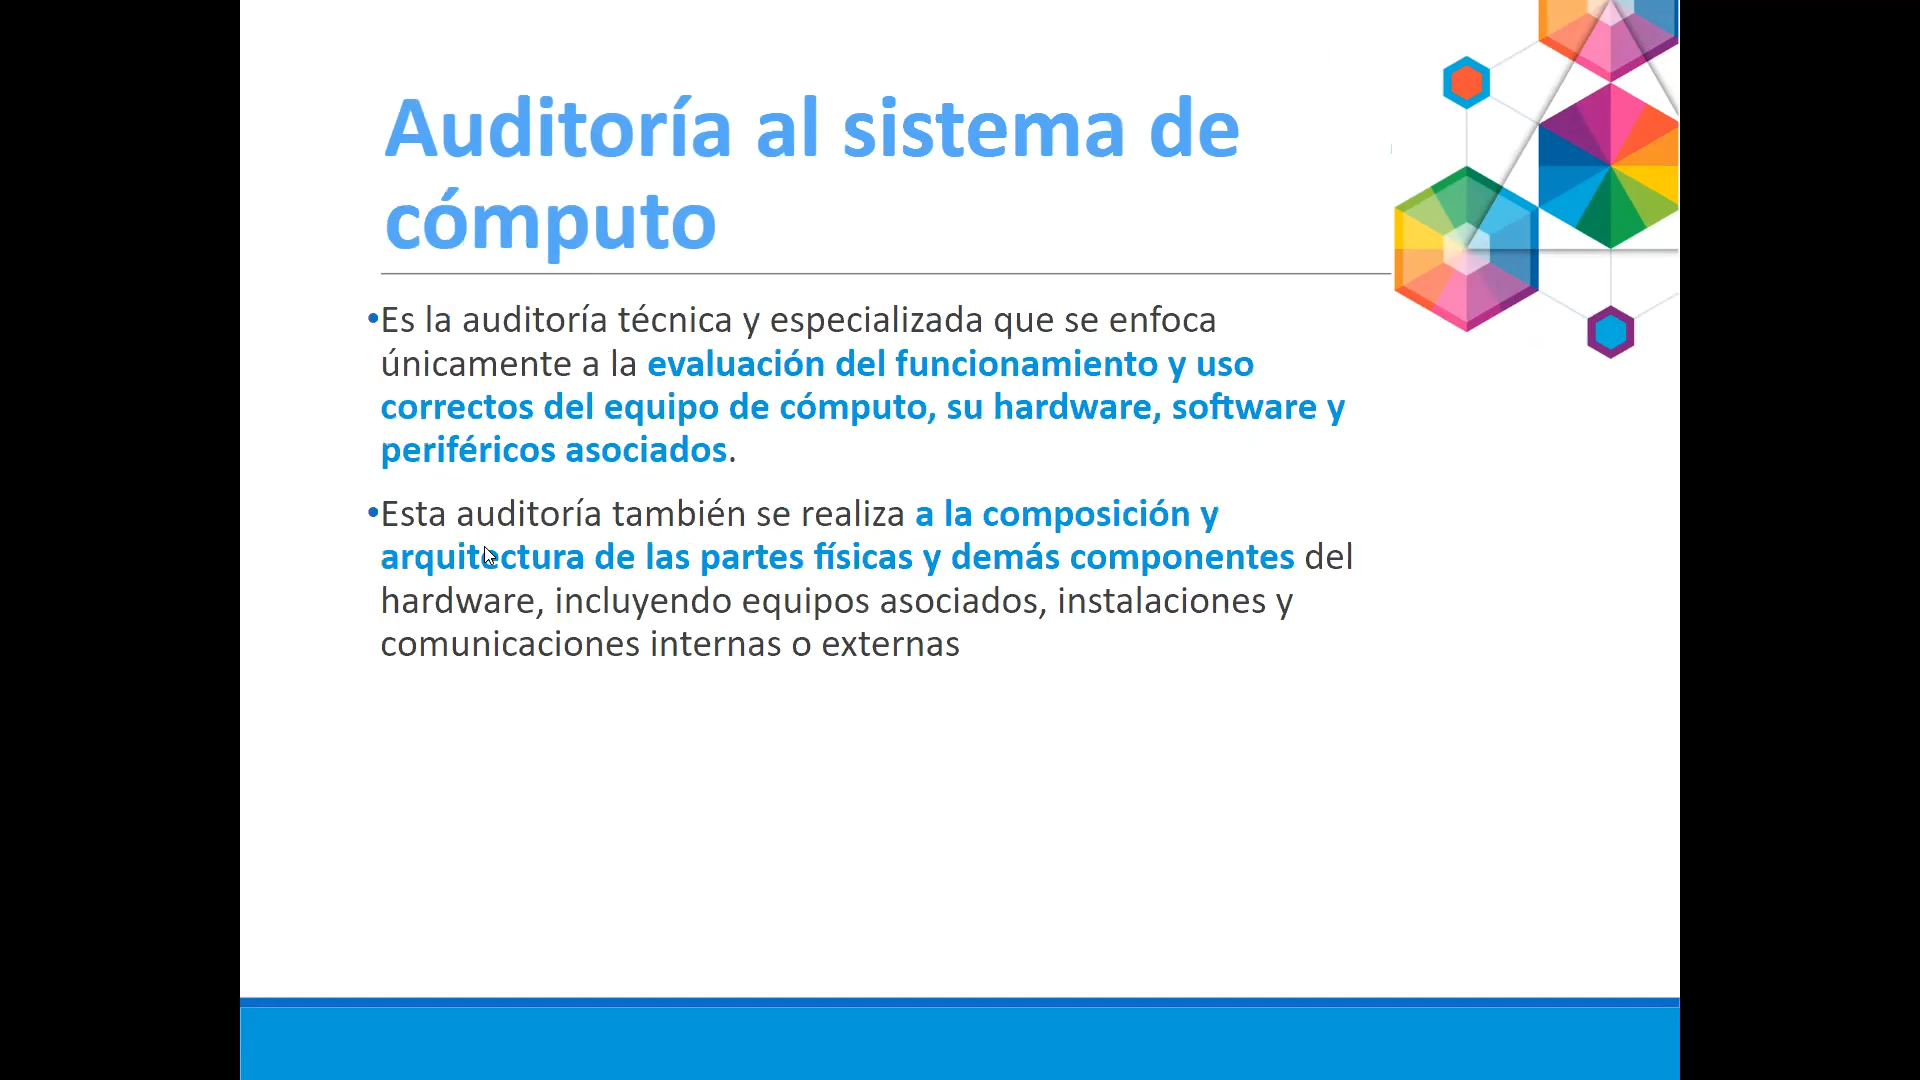 Auditoría al sistema de
cómputo
•Es la auditoría técnica y especializada que se enfoca
únicamente a la evaluación del funcionamiento y uso
correctos del equipo de cómputo, su hardware, software y
periféricos asociados.
•Esta auditoría también se realiza a la composición y
arquitectura de las partes físicas y demás componentes del
hardware, incluyendo equipos asociados, instalaciones y
comunicaciones internas o externas